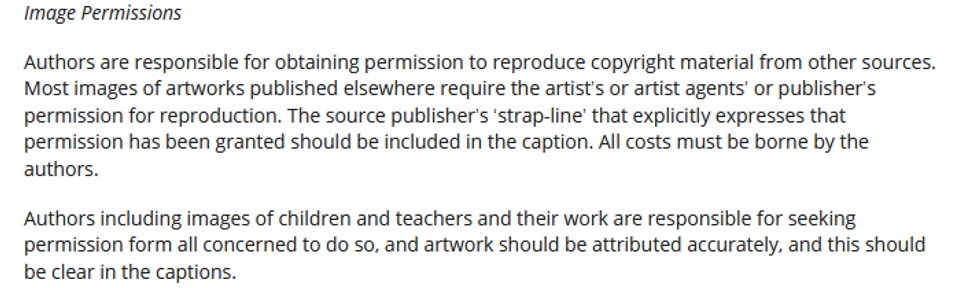 Image Permissions
Authors are responsible for obtaining permission to reproduce copyright material from other sources.
Most images of artworks published elsewhere require the artist's or artist agents' or publisher's
permission for reproduction. The source publisher's ‘strap-line’ that explicitly expresses that
permission has been granted should be included in the caption. All costs must be borne by the
authors.
Authors including images of children and teachers and their work are responsible for seeking
permission form all concerned to do so, and artwork should be attributed accurately, and this should
be clear in the captions.